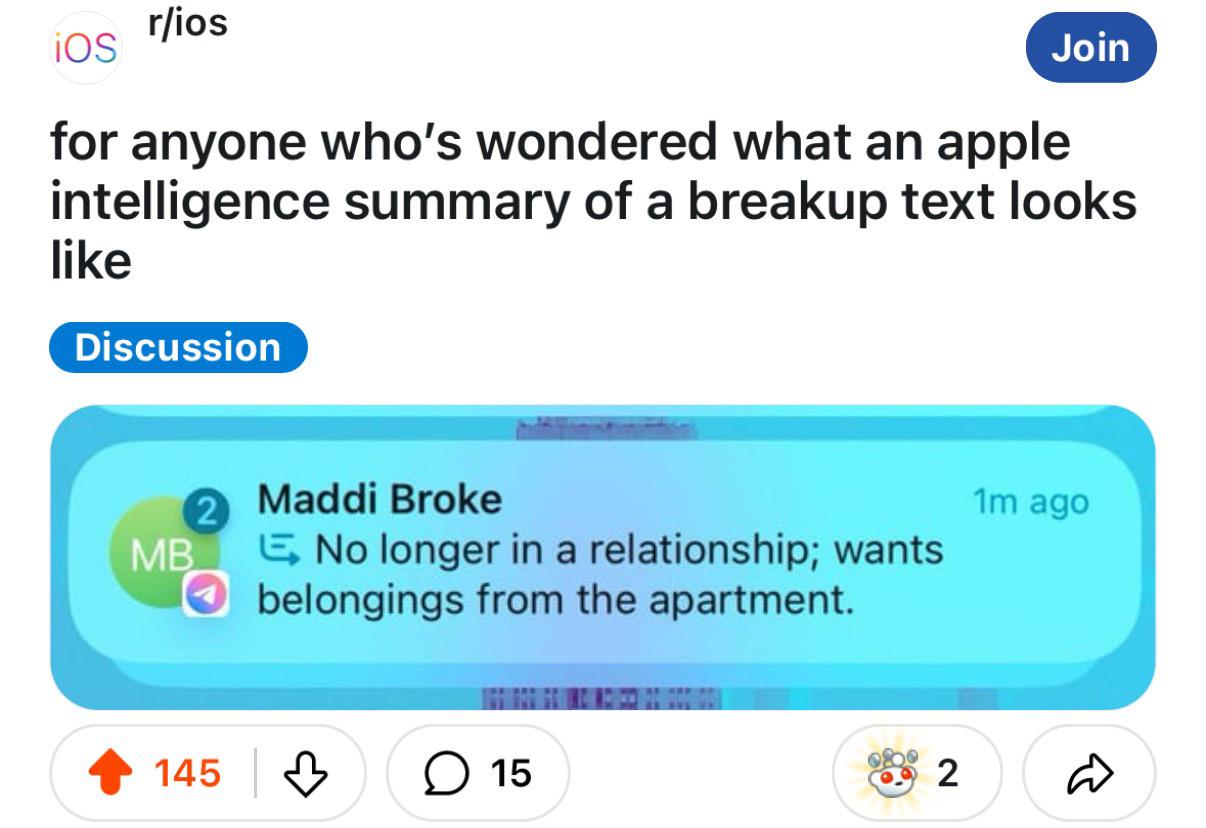 iOS
r/ios
Join
for anyone who’s wondered what an apple
intelligence summary of a breakup text looks
like
Discussion
2
MB
Maddi Broke
1m ago
No longer in a relationship; wants
belongings from the apartment.
145
15
2